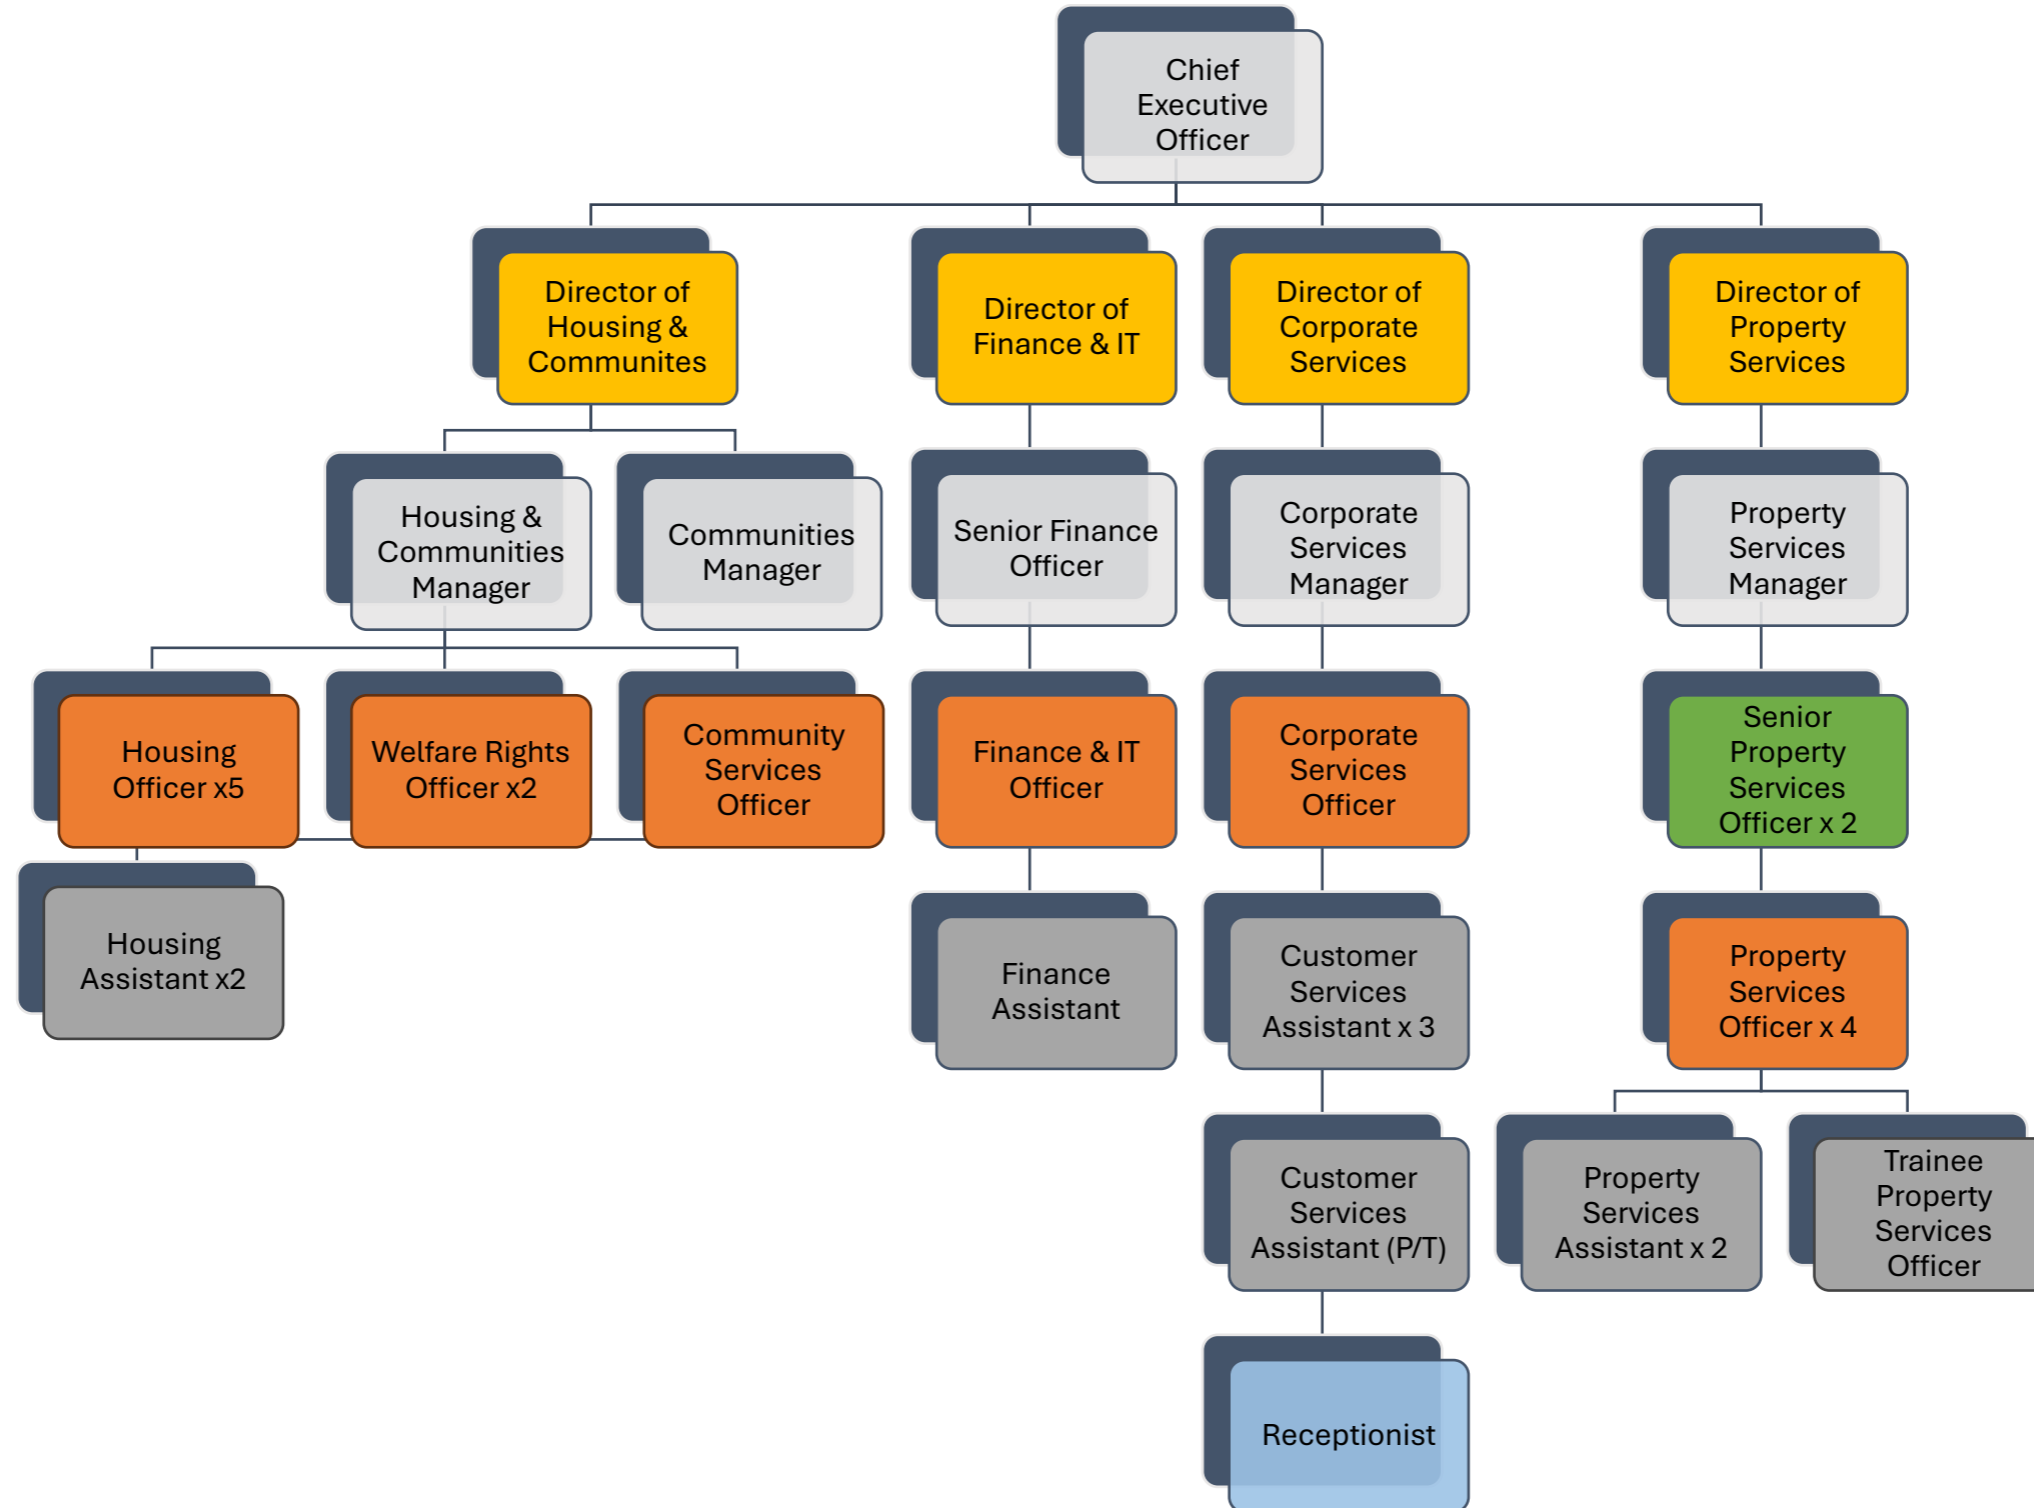 Chief
Executive
Officer
Director of
Housing &
Communites
Director of
Finance & IT
Director of
Corporate
Services
Director of
Property
Services
Housing &
Communities
Manager
Communities
Manager
Senior Finance
Officer
Corporate
Services
Manager
Property
Services
Manager
Housing
Officer x5
Welfare Rights
Officer x2
Community
Services
Officer
Finance & IT
Officer
Corporate
Services
Officer
Senior
Property
Services
Officer x 2
Housing
Assistant x2
Finance
Assistant
Customer
Services
Assistant x 3
Property
Services
Officer x 4
Customer
Services
Assistant (P/T)
Property
Services
Assistant x 2
Trainee
Property
Services
Officer
Receptionist